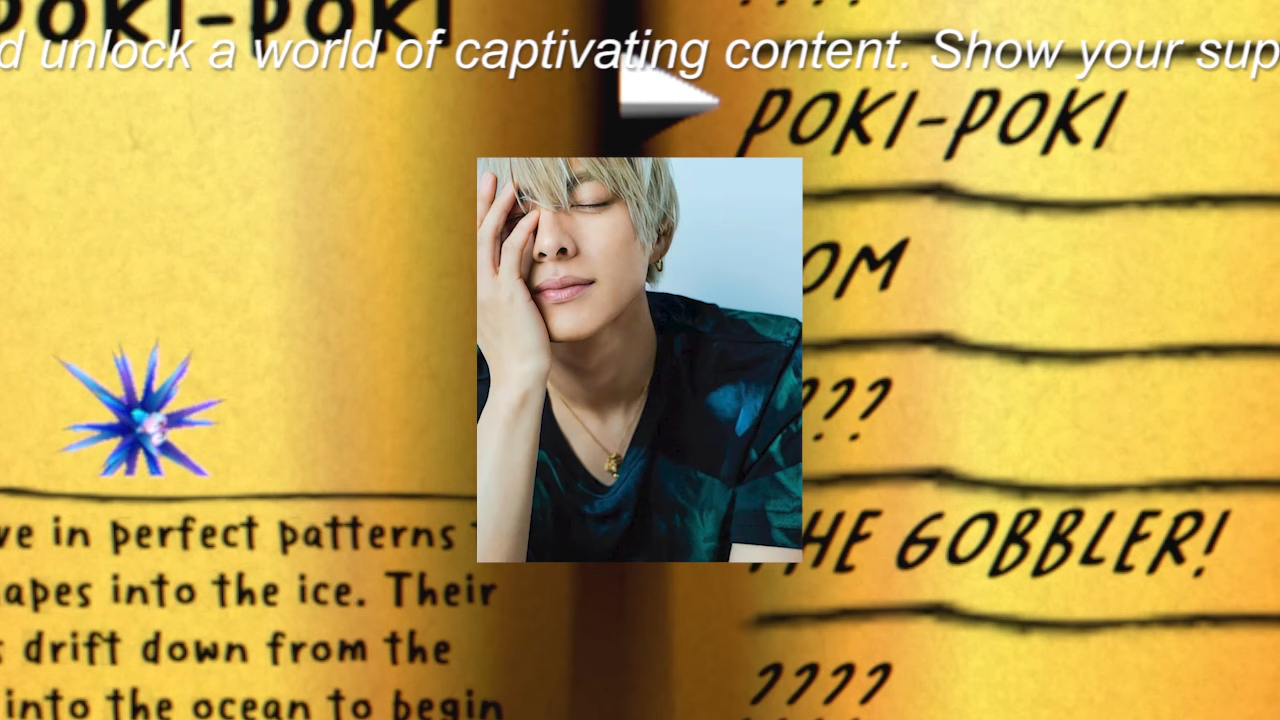 POKI-POKI
d unlock a world of captivating content. Show your sup
ve in perfect patterns
apes into the ice. Their
drift down from the
into the ocean to begin
????
POKI-POKI
OM
???
THE GOBBLER!
????